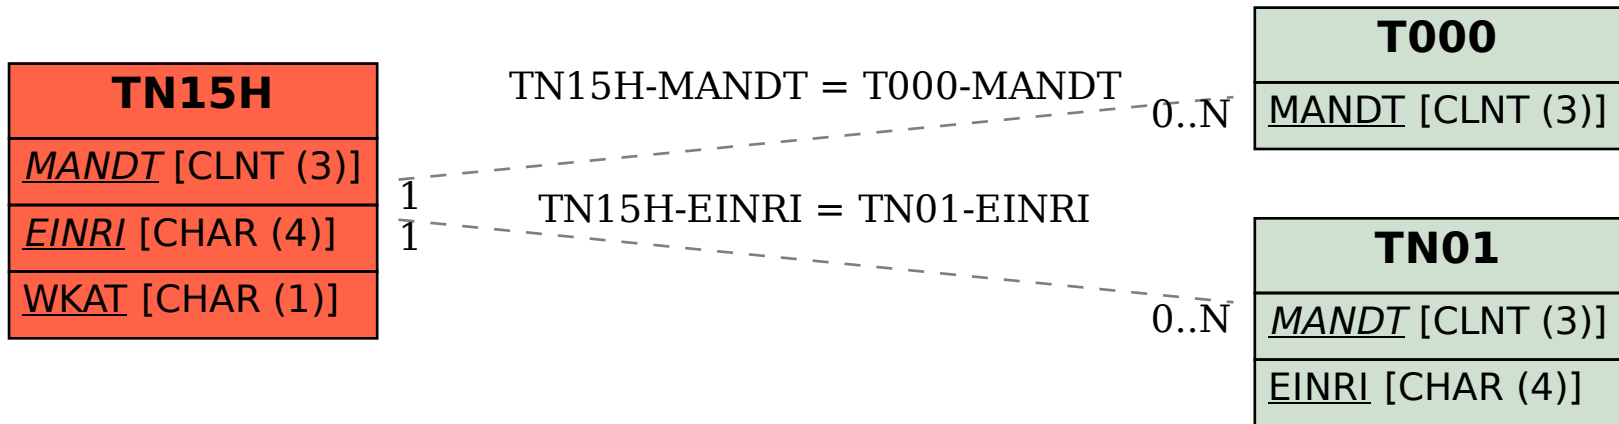 TN15H
MANDT [CLNT (3)]
EINRI [CHAR (4)]
WKAT [CHAR (1)]
TN15H-MANDT = T000-MANDT
0..N
1
TN15H-EINRI = TN01-EINRI
1
0..N
T000
MANDT [CLNT (3)]
TN01
MANDT [CLNT (3)]
EINRI [CHAR (4)]